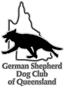 German Shepherd
Dog Club
of Queensland